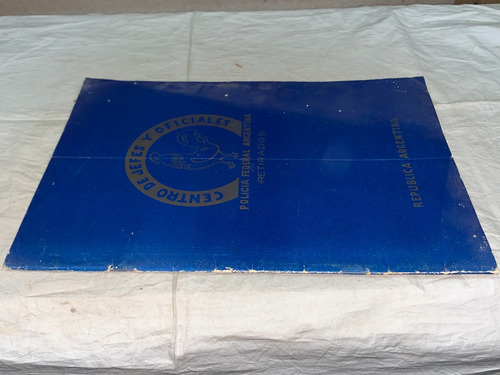 CENTRO DE JEFES Y OFICIALES
POLICIA FEDERAL ARGENTINA
(RETIRADOS)
REPUBLICA ARGENTINA